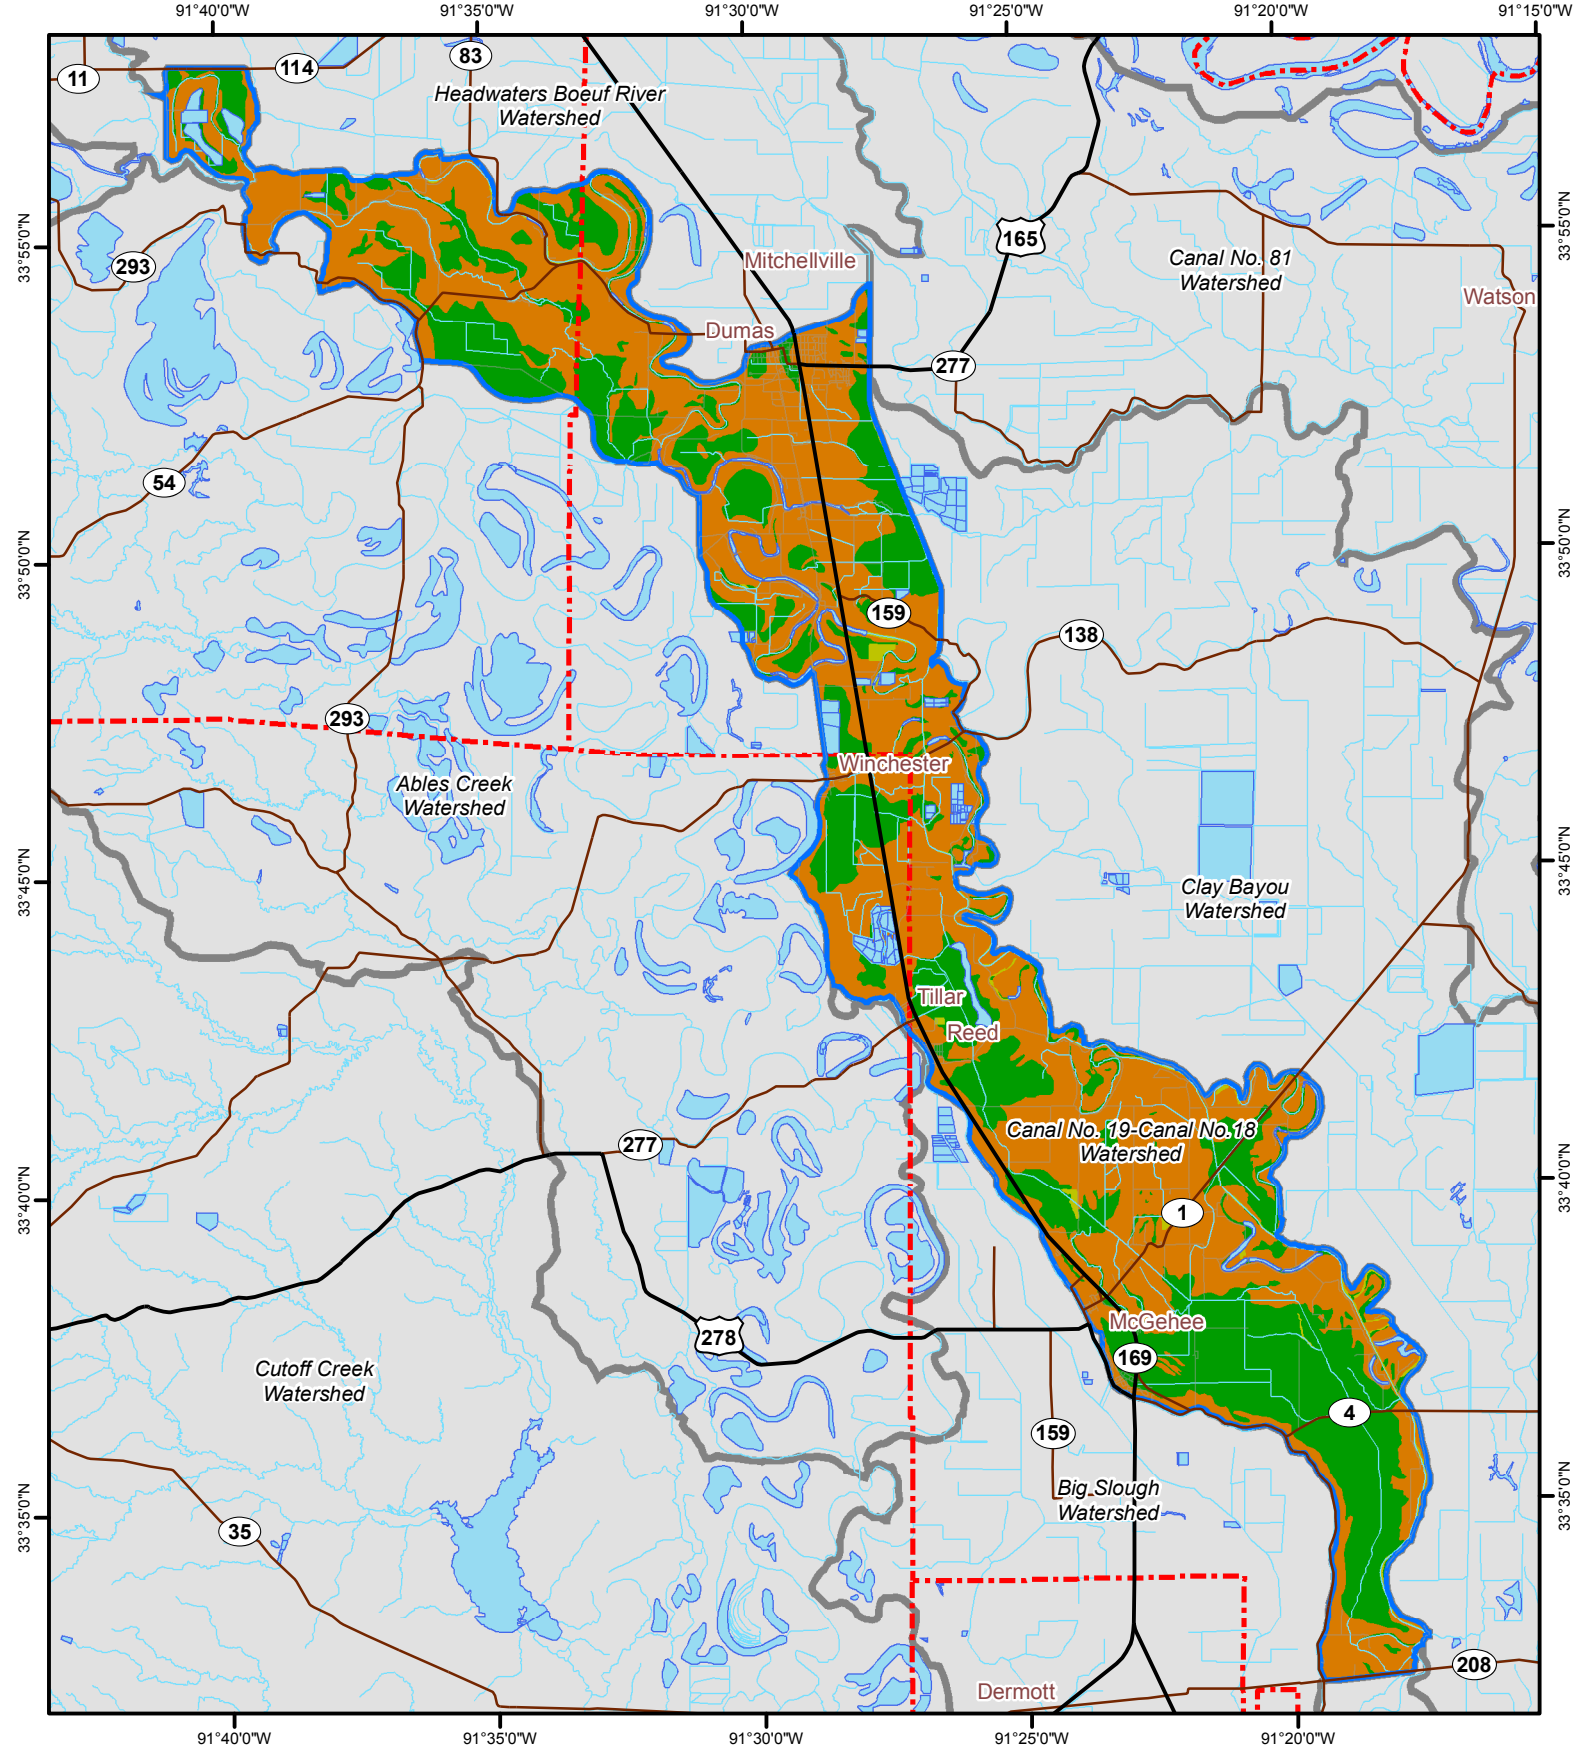 91°40'0"W
91°35'0"W
91°30'0"W
91°25'0"W
91°20'0"W
91°15'0"W
11
114
83
Headwaters Boeuf River
Watershed
33°55'0"N
33°55'0"N
293
165
Canal No. 81
Watershed
Mitchellville
Watson
Dumas
277
54
33°50'0"N
33°50'0"N
159
138
293
Winchester
Ables Creek
Watershed
33°45'0"N
33°45'0"N
Clay Bayou
Watershed
Tillar
Reed
277
Canal No. 19-Canal No.18
Watershed
33°40'0"N
33°40'0"N
1
278
McGehee
169
Cutoff Creek
Watershed
4
159
Big Slough
Watershed
33°35'0"N
33°35'0"N
35
208
Dermott
91°40'0"W
91°35'0"W
91°30'0"W
91°25'0"W
91°20'0"W